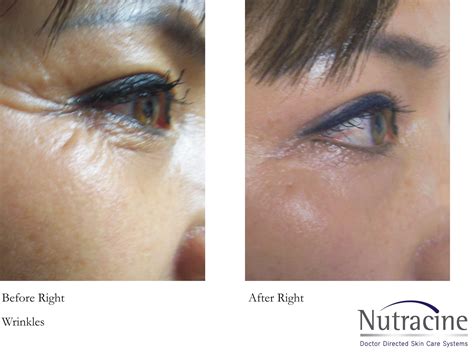 Before Right
After Right
Wrinkles
Nutracine
Doctor Directed Skin Care Systems